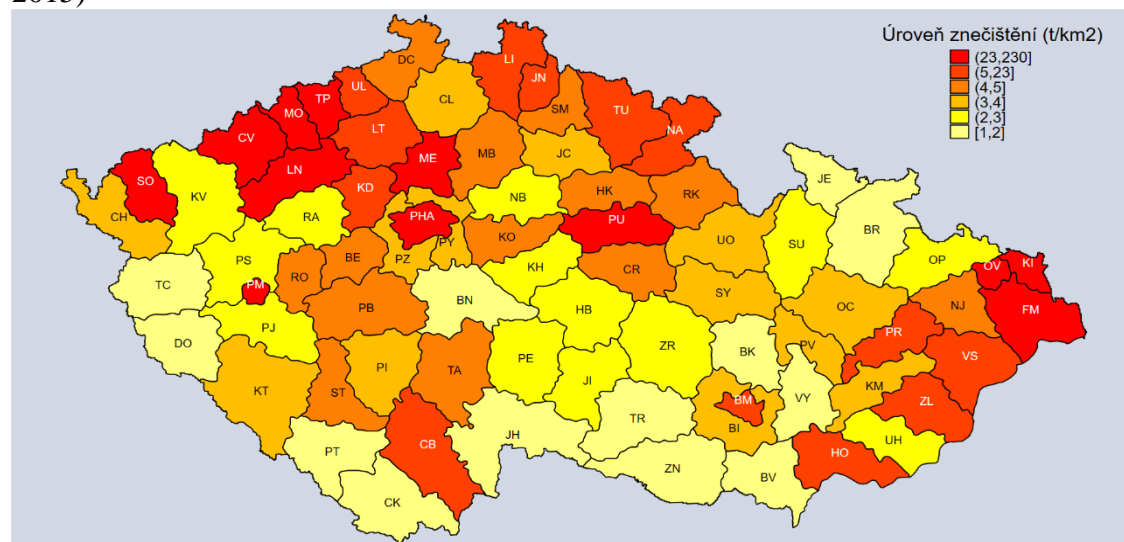 2013)
Úroveň znečištění (t/km2)
(23,230]
(5,23]
(4,5]
(3,4]
(2,3]
[1,2]
DC
LI
JN
UL
TP
CL
SM
TU
MO
CV
LT
NA
ME
MB
JC
JE
SO
LN
KD
KV
HK
RK
NB
CH
RA
PHA
PU
BR
PY
KO
UO
SU
OP
PS
BE
PZ
KH
OV
KI
TC
PM
RO
CR
BN
SY
OC
NJ
FM
PB
HB
PJ
PR
DO
ZR
BK
PV
VS
PE
PI
TA
KT
ST
JI
KM
VY
BM
ZL
TR
BI
JH
UH
CB
PT
HO
ZN
BV
CK